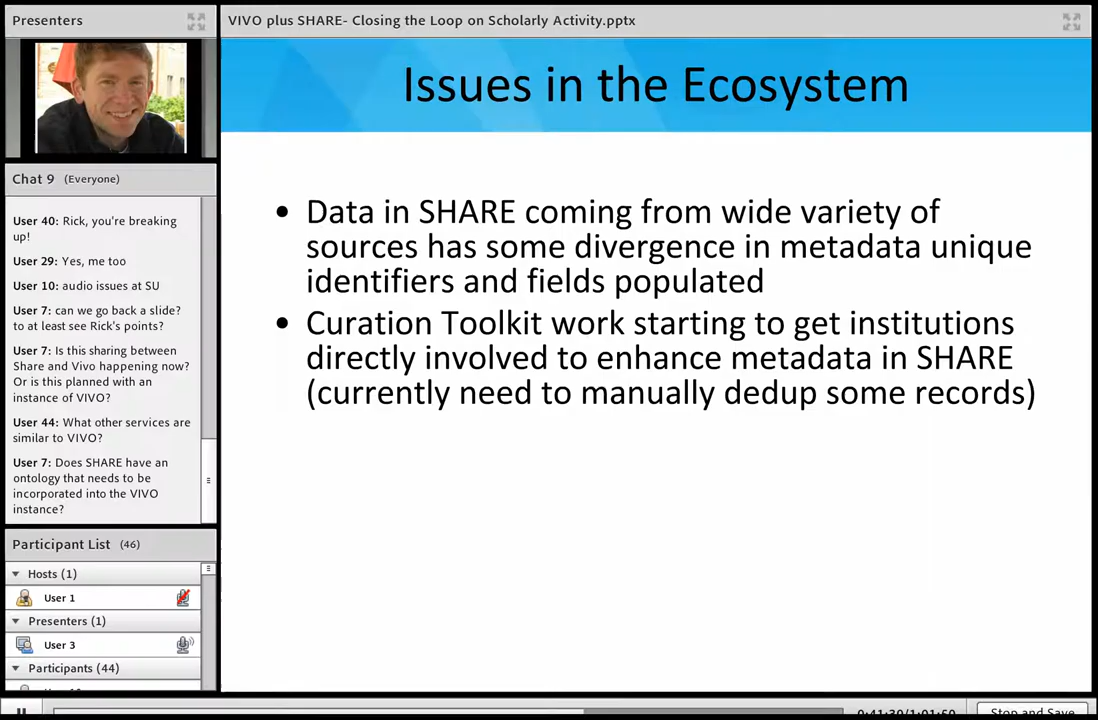 Presenters
VIVO plus SHARE- Closing the Loop on Scholarly Activity.pptx
Chat 9 (Everyone)
User 40: Rick, you're breaking
up!
User 29: Yes, me too
User 10: audio issues at SU
User 7: can we go back a slide?
to at least see Rick's points?
User 7: Is this sharing between
Share and Vivo happening now?
Or is this planned with an
instance of VIVO?
User 44: What other services are
similar to VIVO?
User 7: Does SHARE have an
ontology that needs to be
incorporated into the VIVO
instance?
Participant List (46)
Hosts (1)
User 1
Presenters (1)
User 3
Participants (44)
Issues in the Ecosystem
• Data in SHARE coming from wide variety of
sources has some divergence in metadata unique
identifiers and fields populated
• Curation Toolkit work starting to get institutions
directly involved to enhance metadata in SHARE
(currently need to manually dedup some records)
Stop and Save